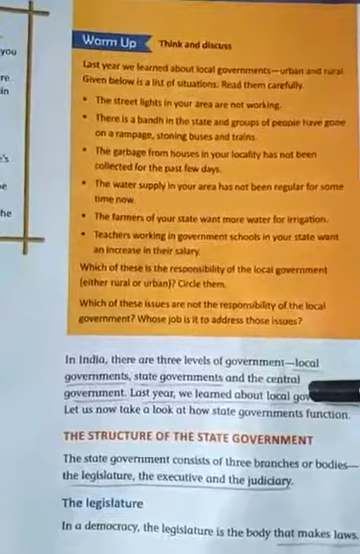 you
re
in
e's
he
Warm Up Think and discuss
Last year we learned about local governments—urban and rural
Given below is a list of situations. Read them carefully.
• The street lights in your area are not working.
• There is a bandh in the state and groups of people have gone
on a rampage, stoning buses and trains.
• The garbage from houses in your locality has not been
collected for the past few days.
• The water supply in your area has not been regular for some
time now.
• The farmers of your state want more water for irrigation.
• Teachers working in government schools in your state want
an increase in their salary.
Which of these is the responsibility of the local government
(either rural or urban)? Circle them.
Which of these issues are not the responsibility of the local
government? Whose job is it to address those issues?
In India, there are three levels of government—local
governments, state governments and the central
government. Last year, we learned about local gov
Let us now take a look at how state governments function.
THE STRUCTURE OF THE STATE GOVERNMENT
The state government consists of three branches or bodies—
the legislature, the executive and the judiciary.
The legislature
In a democracy, the legislature is the body that makes laws.